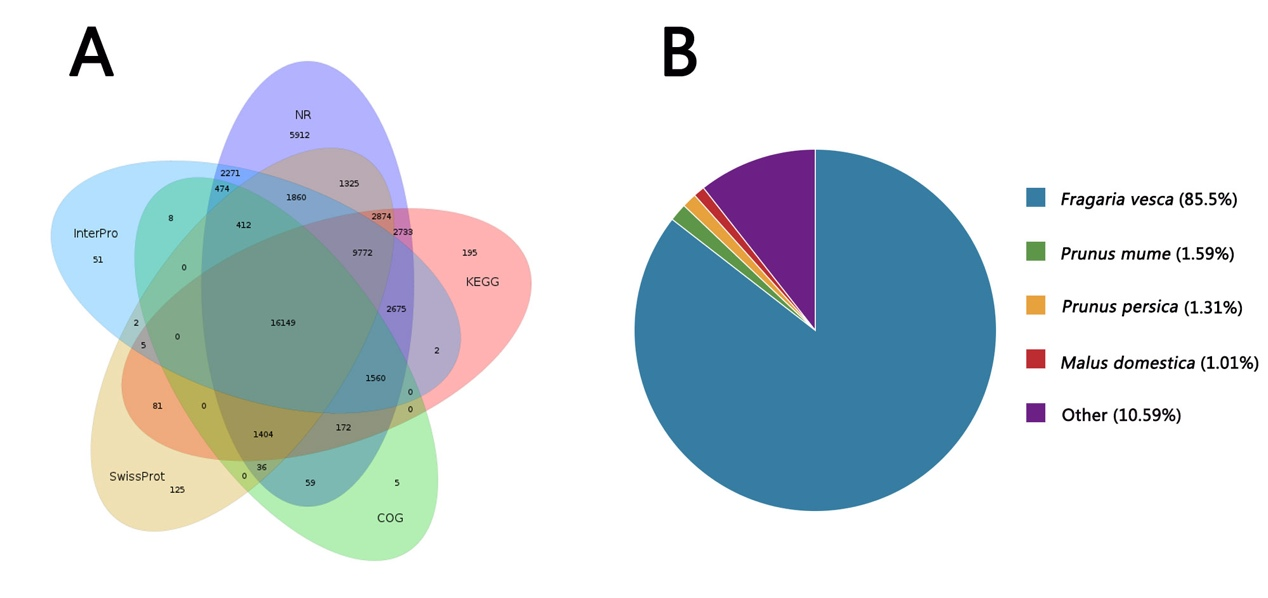 A
B
NR
5912
2271
474
1325
1860
8
412
2874
2733
InterPro
51
0
9772
195
KEGG
2675
2
16149
5
0
2
1560
0
81
0
0
1404
172
36
SwissProt
125
0
59
5
COG
Fragaria vesca (85.5%)
Prunus mume (1.59%)
Prunus persica (1.31%)
Malus domestica (1.01%)
Other (10.59%)